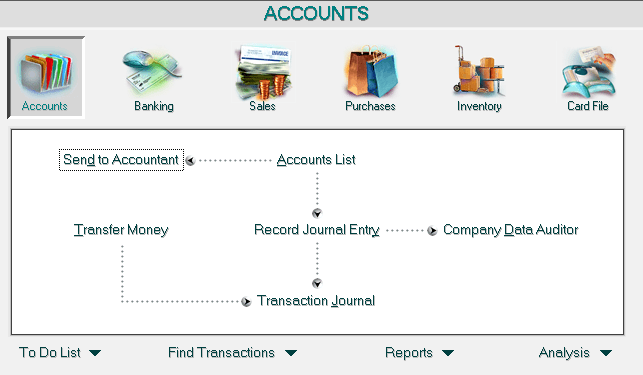 ACCOUNTS
INVOICE
Accounts Banking Sales Purchases Inventory Card File
Send to Accountant Accounts List
Transfer Money Record Journal Entry Company Data Auditor
Transaction Journal
To Do List Find Transactions Reports Analysis